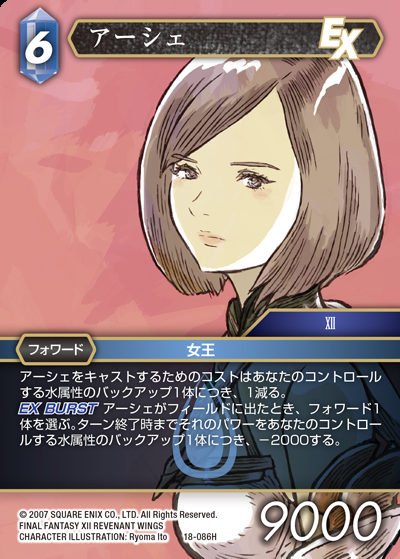 6
アーシェ
EX
XII
フォワード
女王
アーシェをキャストするためのコストはあなたのコントロール
する水属性のバックアップ1体につき、1減る。
EX BURST アーシェがフィールドに出たとき、フォワード1
体を選ぶ。ターン終了時までそれのパワーをあなたのコントロ
ールする水属性のバックアップ1体につき、－2000する。
© 2007 SQUARE ENIX CO., LTD. All Rights Reserved.
FINAL FANTASY XII REVENANT WINGS
CHARACTER ILLUSTRATION: Ryoma Ito
18-086H
9000